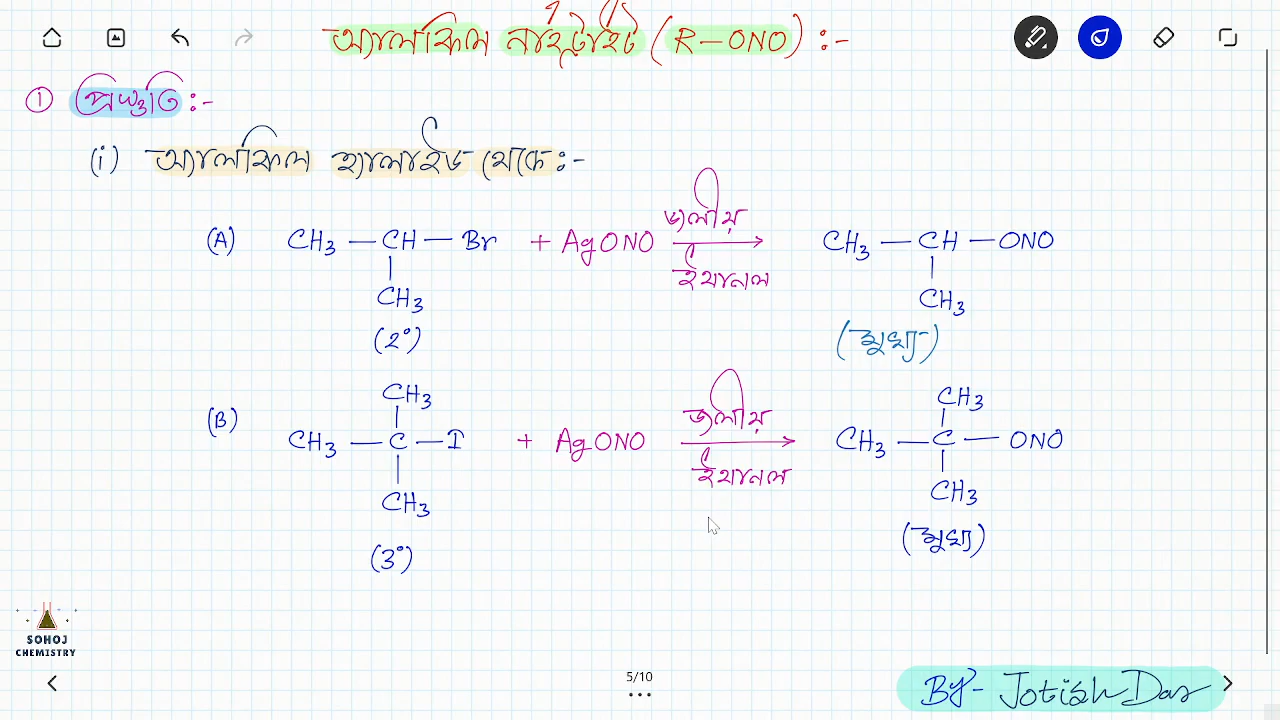 অ্যালকিল নাইট্রাইট (R-ONO) :-
① প্রস্তুতি :-
(i) অ্যালকিল হ্যালাইড থেকে :-
(A) CH3 — CH — Br + AgONO জলীয় ইথানল → CH3 — CH — ONO
CH3 CH3
(2°) (মুখ্য)
CH3 CH3
(B) CH3 — C — I + AgONO জলীয় ইথানল → CH3 — C — ONO
CH3 CH3
(3°) (মুখ্য)
SOHOJ
CHEMISTRY
5/10
By- Jotish Das